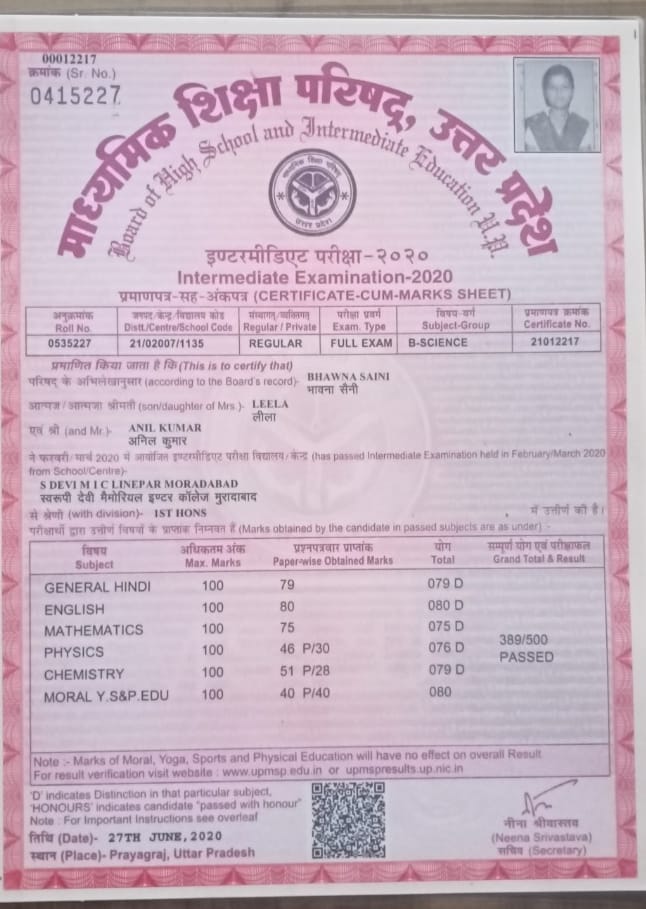 00012217
क्रमांक (Sr. No.)
0415227
माध्यमिक शिक्षा परिषद्, उत्तर प्रदेश
Board of High School and Intermediate Education U.P.
माध्यमिक शिक्षा परिषद्
उत्तर प्रदेश
इण्टरमीडिएट परीक्षा-२०२०
Intermediate Examination-2020
प्रमाणपत्र-सह-अंकपत्र (CERTIFICATE-CUM-MARKS SHEET)
अनुक्रमांक जनपद/केन्द्र/विद्यालय कोड संस्थागत/व्यक्तिगत परीक्षा प्रवर्ग विषय-वर्ग प्रमाणपत्र क्रमांक
Roll No. Distt./Centre/School Code Regular / Private Exam. Type Subject-Group Certificate No.
0535227 21/02007/1135 REGULAR FULL EXAM B-SCIENCE 21012217
प्रमाणित किया जाता है कि (This is to certify that)
परिषद् के अभिलेखानुसार (according to the Board's record)- BHAWNA SAINI
भावना सैनी
आत्मज/आत्मजा श्रीमती (son/daughter of Mrs.)- LEELA
लीला
एवं श्री (and Mr.)- ANIL KUMAR
अनिल कुमार
ने फरवरी/मार्च 2020 में आयोजित इण्टरमीडिएट परीक्षा विद्यालय/केन्द्र (has passed Intermediate Examination held in February/March 2020
from School/Centre)-
S DEVI M I C LINEPAR MORADABAD
स्वरूपी देवी मैमोरियल इण्टर कॉलेज मुरादाबाद
से श्रेणी (with division)- 1ST HONS में उत्तीर्ण की है।
परीक्षार्थी द्वारा उत्तीर्ण विषयों के प्राप्तांक निम्नवत हैं (Marks obtained by the candidate in passed subjects are as under) :-
विषय अधिकतम अंक प्रश्नपत्रवार प्राप्तांक योग सम्पूर्ण योग एवं परीक्षाफल
Subject Max. Marks Paper-wise Obtained Marks Total Grand Total & Result
GENERAL HINDI 100 79 079 D
ENGLISH 100 80 080 D
MATHEMATICS 100 75 075 D
389/500
PHYSICS 100 46 P/30 076 D
PASSED
CHEMISTRY 100 51 P/28 079 D
MORAL Y.S&P.EDU 100 40 P/40 080
Note :- Marks of Moral, Yoga, Sports and Physical Education will have no effect on overall Result
For result verification visit website : www.upmsp.edu.in or upmspresults.up.nic.in
'D' indicates Distinction in that particular subject,
'HONOURS' indicates candidate "passed with honour"
Note : For Important Instructions see overleaf
तिथि (Date)- 27TH JUNE, 2020
स्थान (Place)- Prayagraj, Uttar Pradesh
नीना श्रीवास्तव
(Neena Srivastava)
सचिव (Secretary)